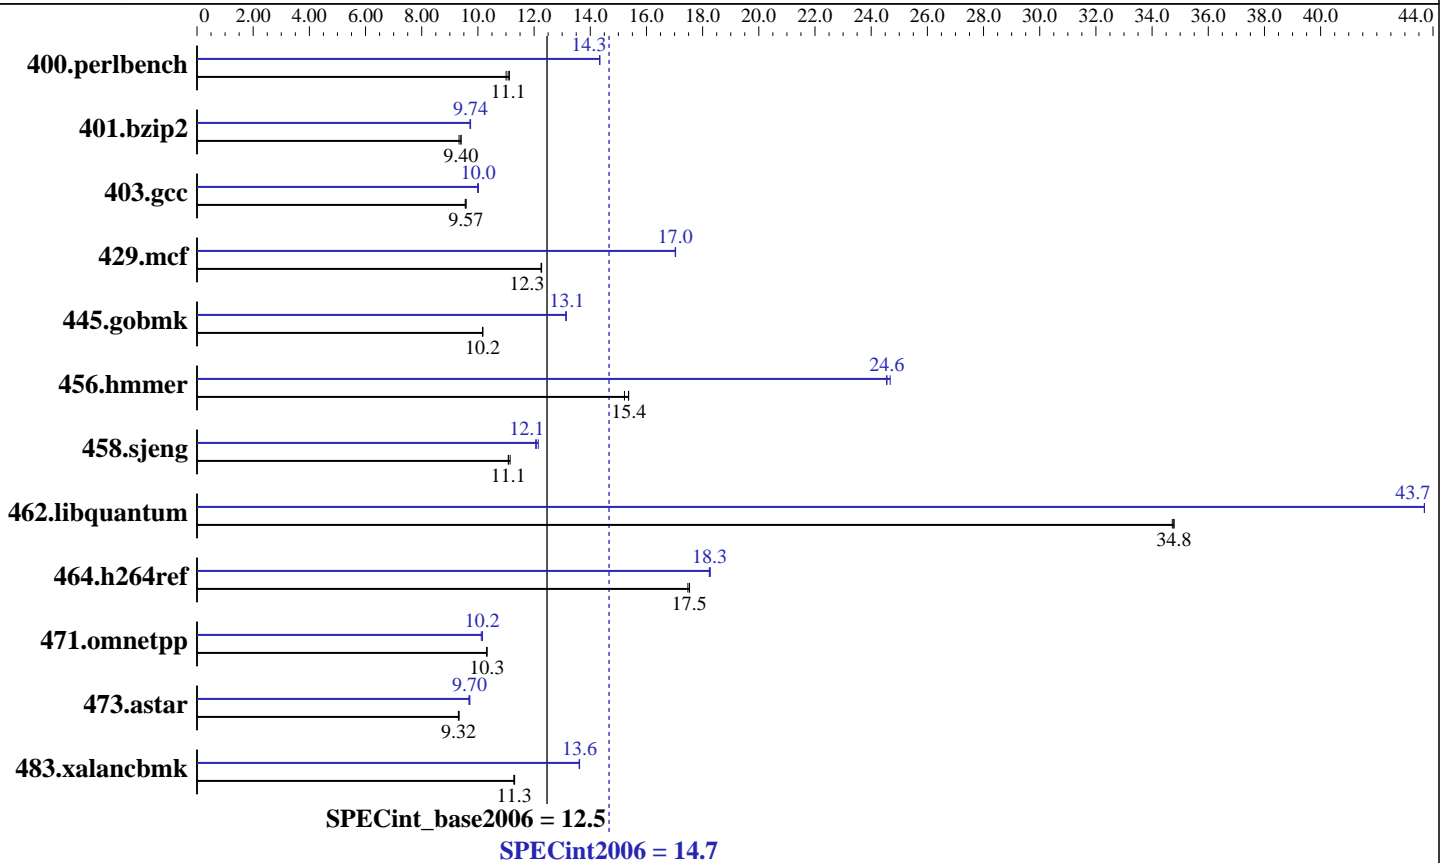 0 2.00 4.00 6.00 8.00 10.0 12.0 14.0 16.0 18.0 20.0 22.0 24.0 26.0 28.0 30.0 32.0 34.0 36.0 38.0 40.0 44.0
14.3
400.perlbench
11.1
9.74
401.bzip2
9.40
10.0
403.gcc
9.57
17.0
429.mcf
12.3
13.1
445.gobmk
10.2
24.6
456.hmmer
15.4
12.1
458.sjeng
11.1
43.7
462.libquantum
34.8
18.3
464.h264ref
17.5
10.2
471.omnetpp
10.3
9.70
473.astar
9.32
13.6
483.xalancbmk
11.3
SPECint_base2006 = 12.5
SPECint2006 = 14.7